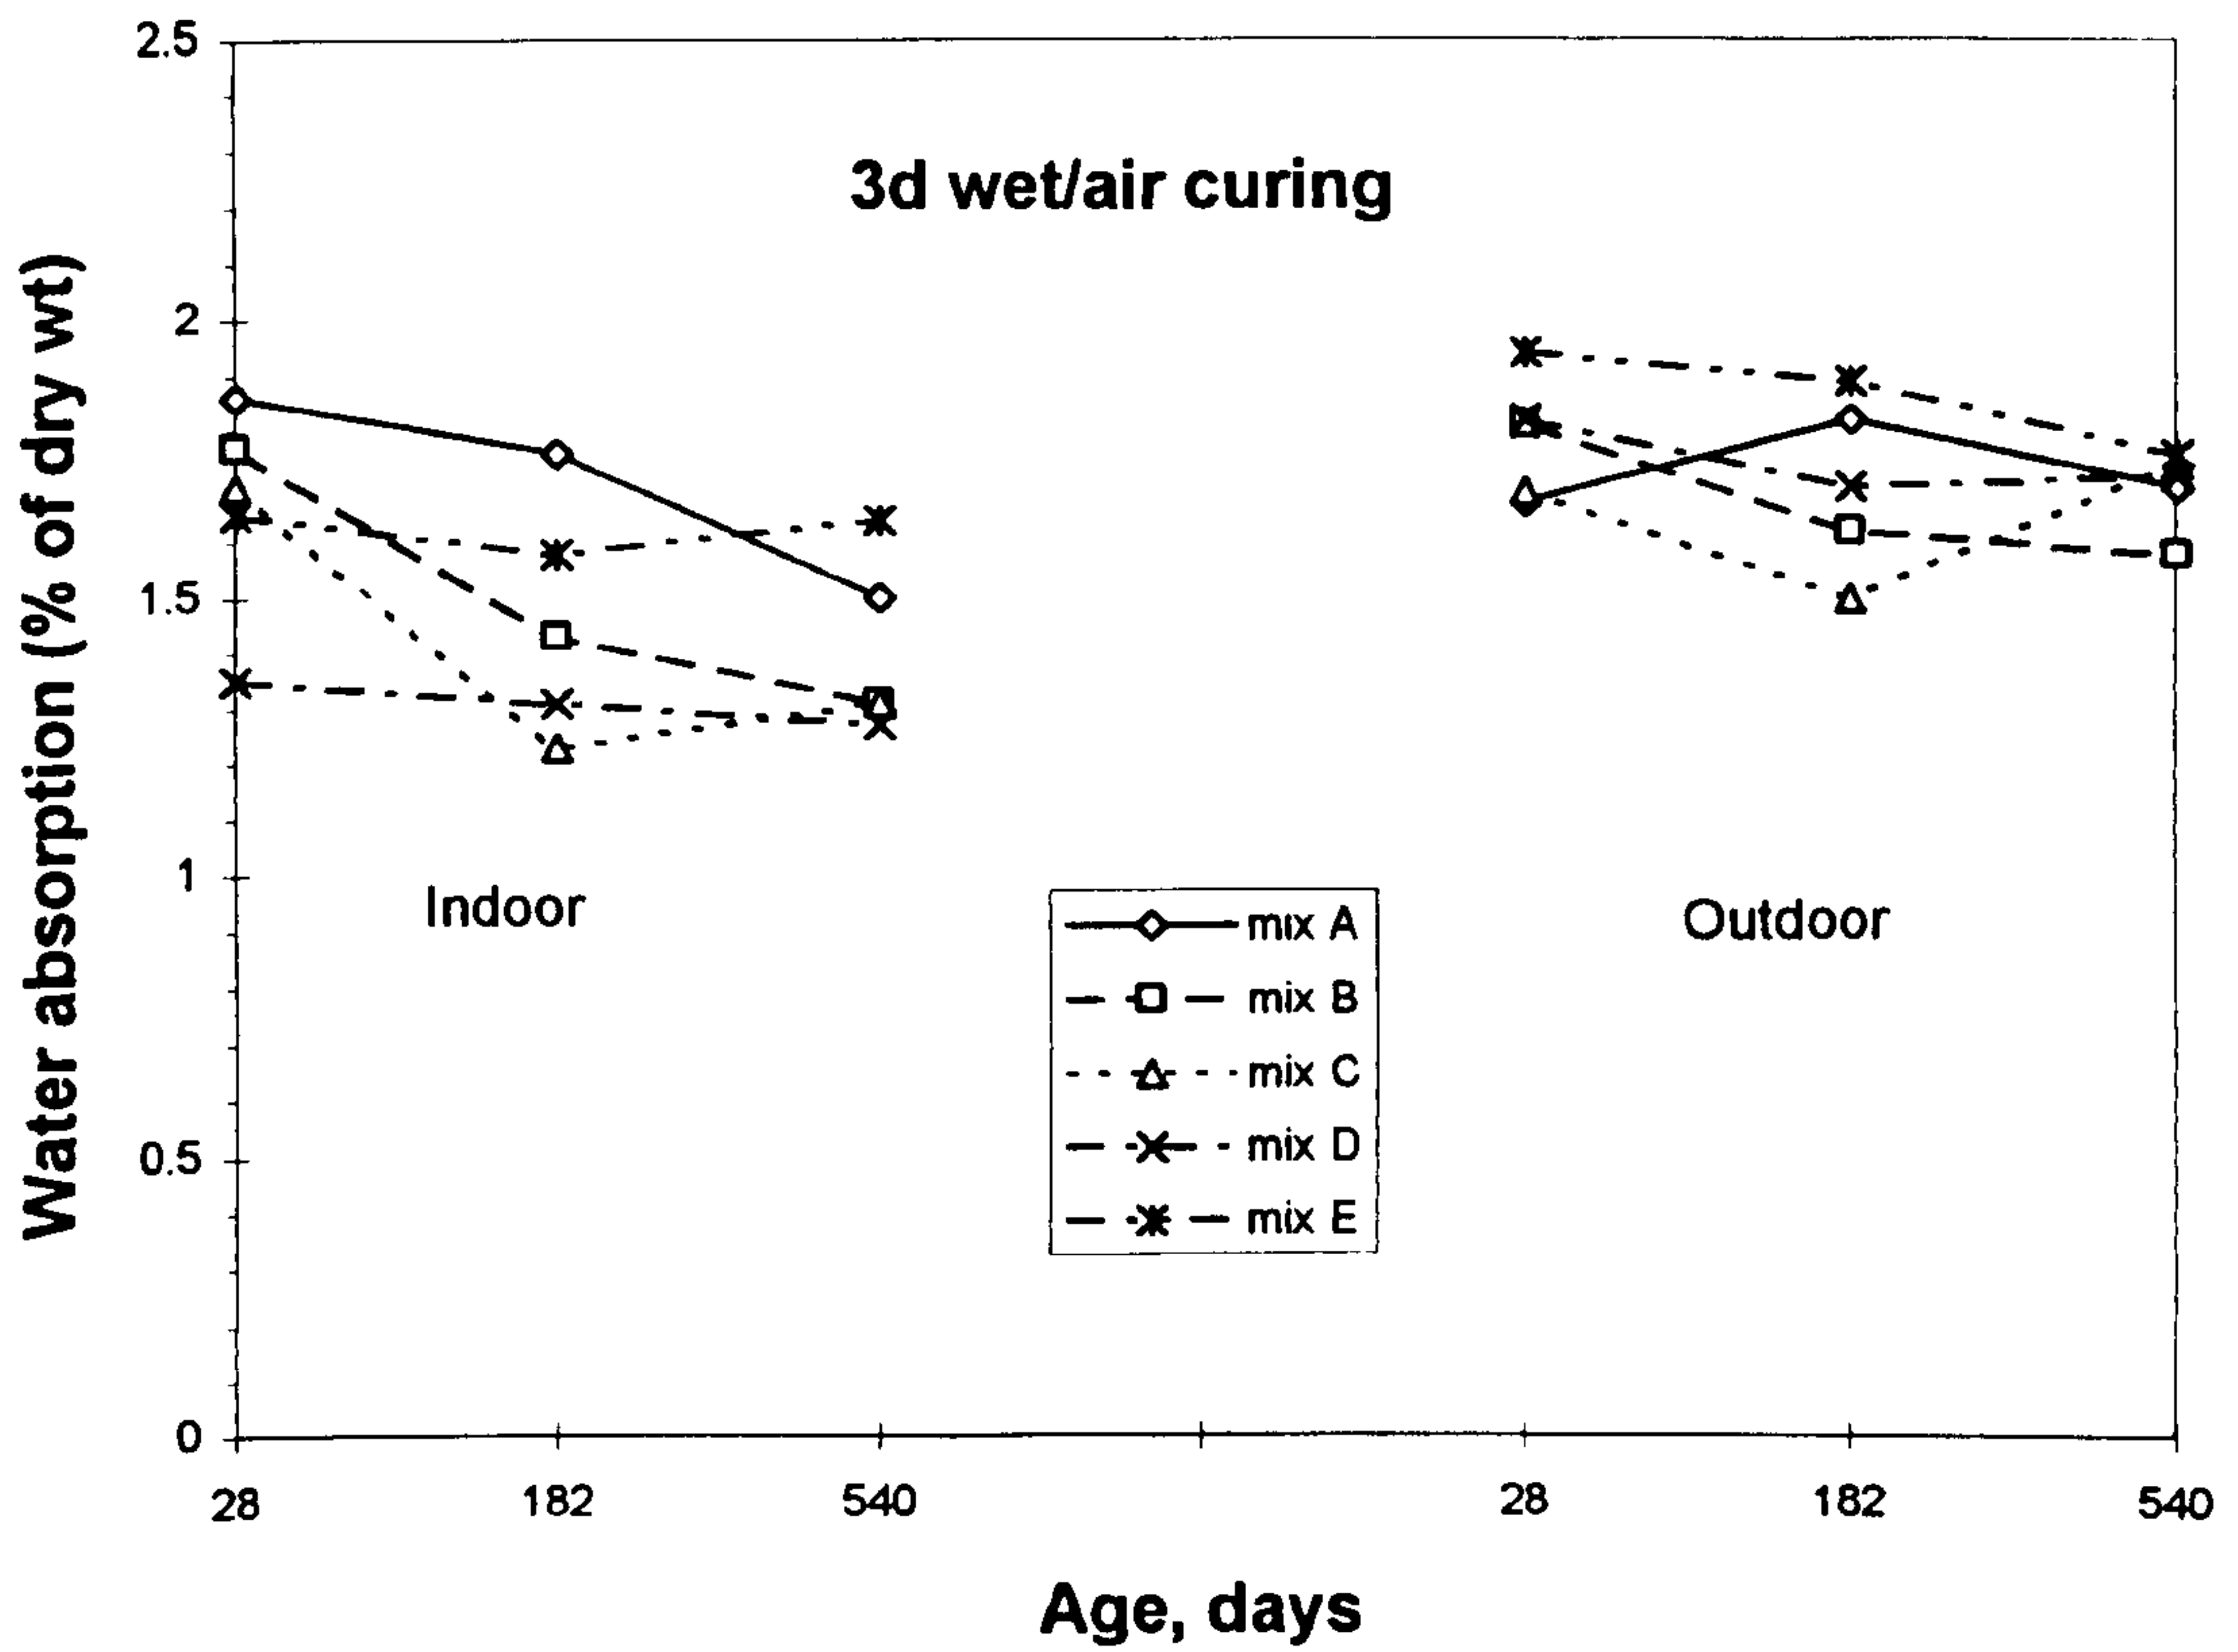 2.5
3d wet/air curing
2
1.5
1
0.5
0
Water absorption (% of dry wt)
Indoor
Outdoor
mix A
mix B
mix C
mix D
mix E
28 182 540 28 182 540
Age, days